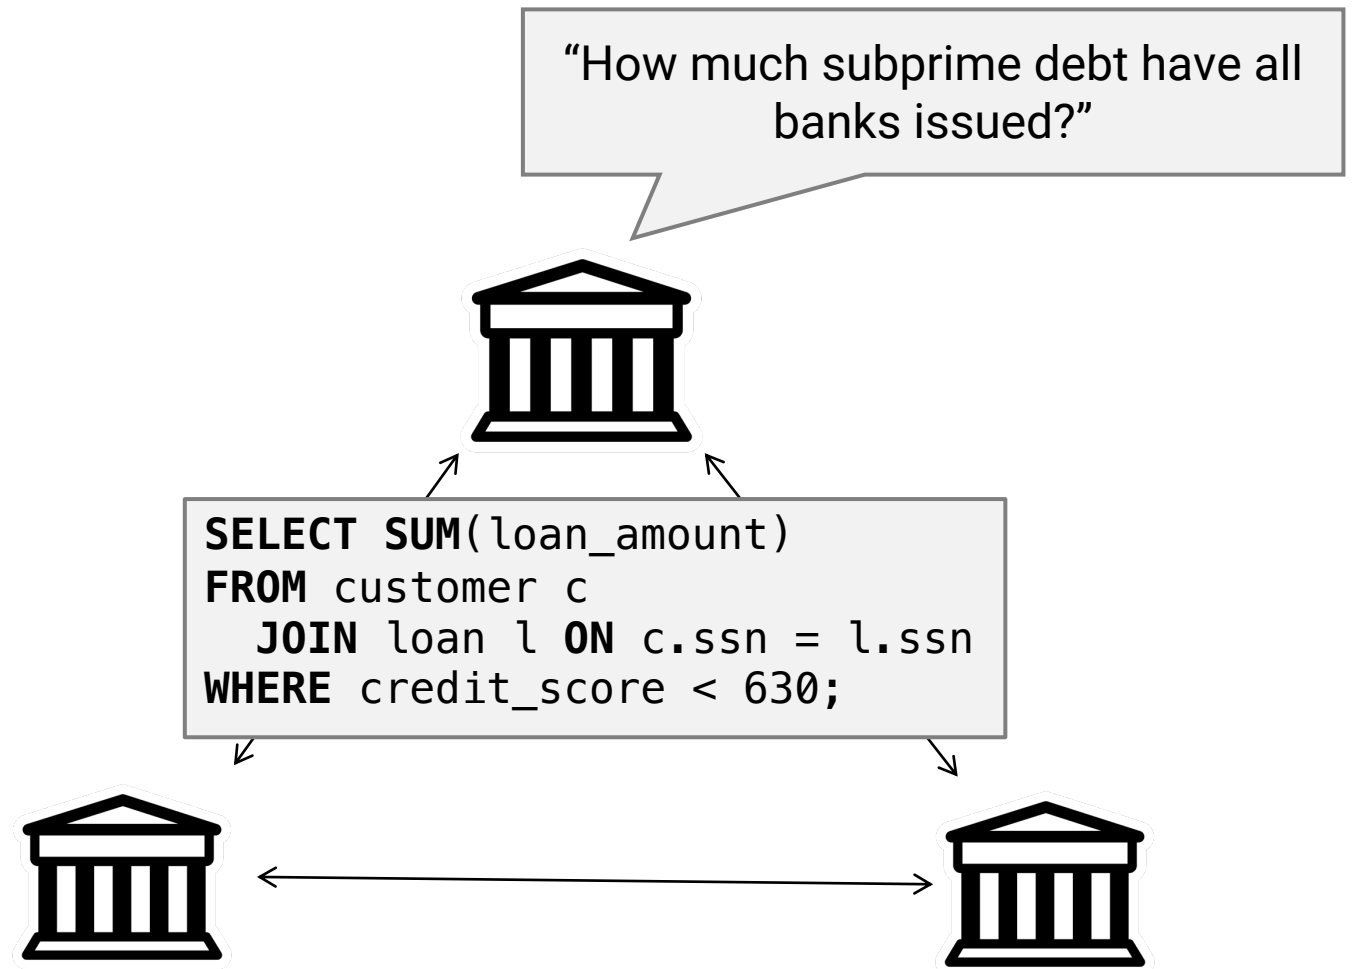 “How much subprime debt have all
banks issued?”
SELECT SUM(loan_amount)
FROM customer c
  JOIN loan l ON c.ssn = l.ssn
WHERE credit_score < 630;